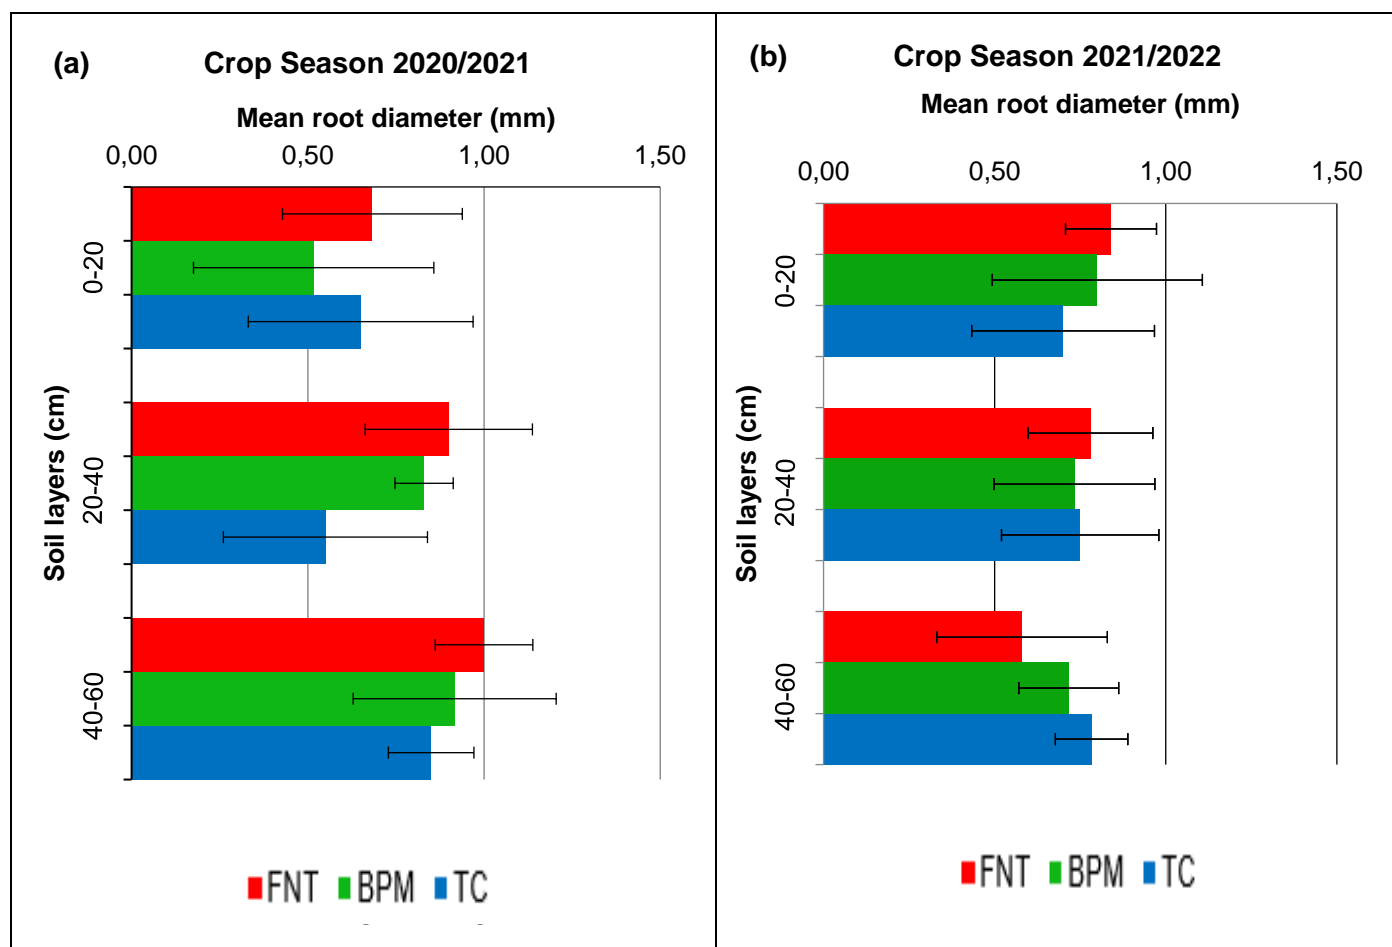 (a) Crop Season 2020/2021
Mean root diameter (mm)
0,00 0,50 1,00 1,50
Soil layers (cm)
0-20
20-40
40-60
FNT BPM TC
(b) Crop Season 2021/2022
Mean root diameter (mm)
0,00 0,50 1,00 1,50
Soil layers (cm)
0-20
20-40
40-60
FNT BPM TC